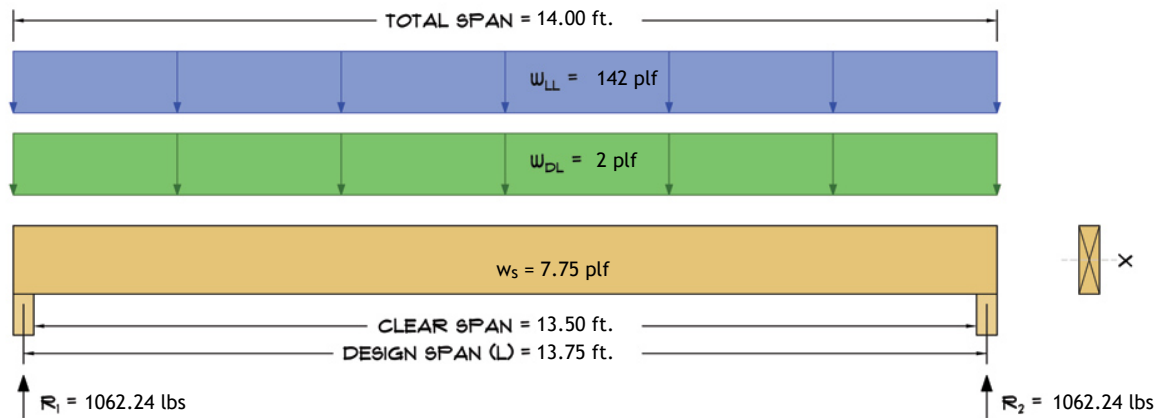 TOTAL SPAN = 14.00 ft.
WLL = 142 plf
WDL = 2 plf
ws = 7.75 plf
X
CLEAR SPAN = 13.50 ft.
DESIGN SPAN (L) = 13.75 ft.
R1 = 1062.24 lbs
R2 = 1062.24 lbs